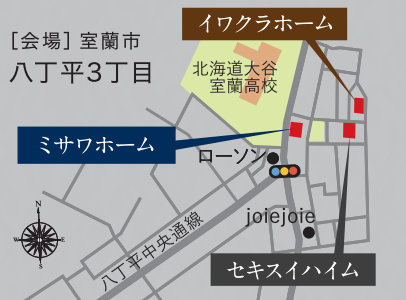 イワクラホーム
［会場］室蘭市
八丁平3丁目
北海道大谷
室蘭高校
ミサワホーム
ローソン
joiejoie
八丁平中央通線
N
W
E
S
セキスイハイム